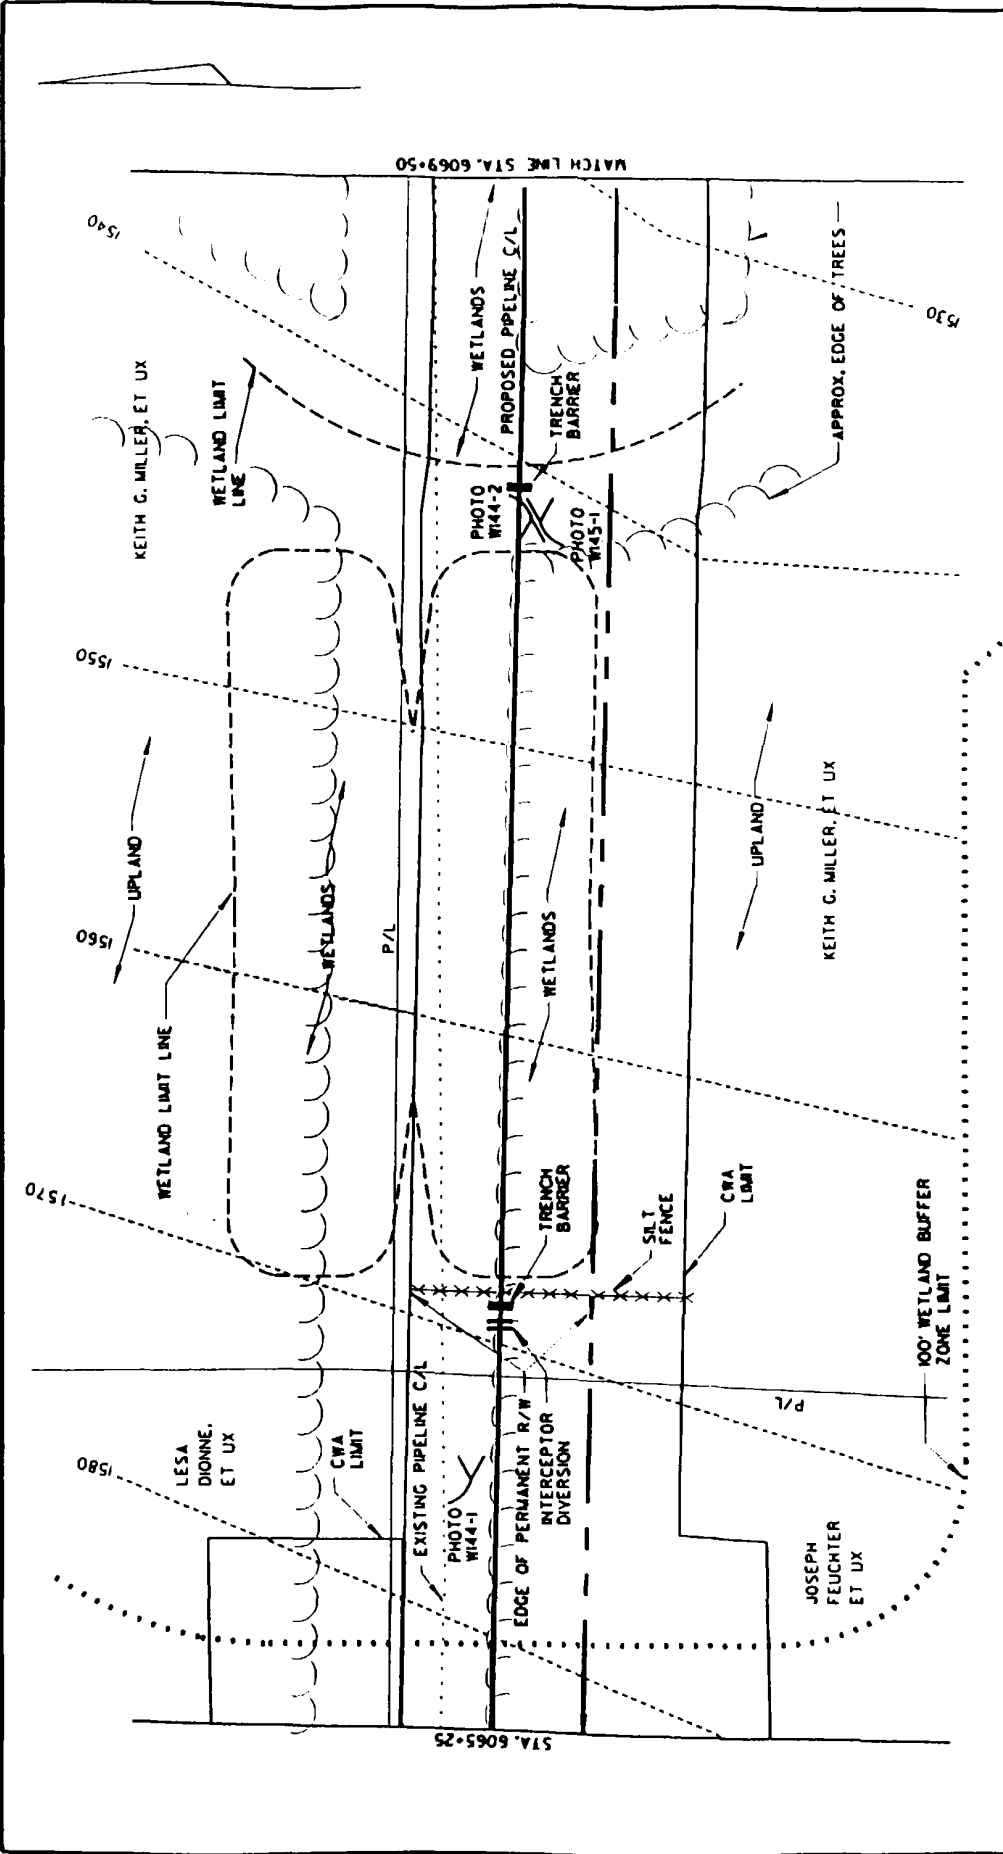 MATCH LINE STA. 6069+50
1540
1530
KEITH G. MILLER, ET UX
WETLAND LIMIT
LINE
WETLANDS
PROPOSED PIPELINE C/L
TRENCH
BARRIER
APPROX. EDGE OF TREES
PHOTO
W144-2
PHOTO
W145-1
1550
UPLAND
1560
WETLAND LIMIT LINE
WETLANDS
P/L
WETLANDS
UPLAND
KEITH G. MILLER, ET UX
1570
TRENCH
BARRIER
SILT
FENCE
CWA
LIMIT
100' WETLAND BUFFER
ZONE LIMIT
P/L
1580
LESA
DIONNE,
ET UX
CWA
LIMIT
EXISTING PIPELINE C/L
PHOTO
W144-1
EDGE OF PERMANENT R/W
INTERCEPTOR
DIVERSION
JOSEPH
FEUCHTER
ET UX
STA. 6065+25